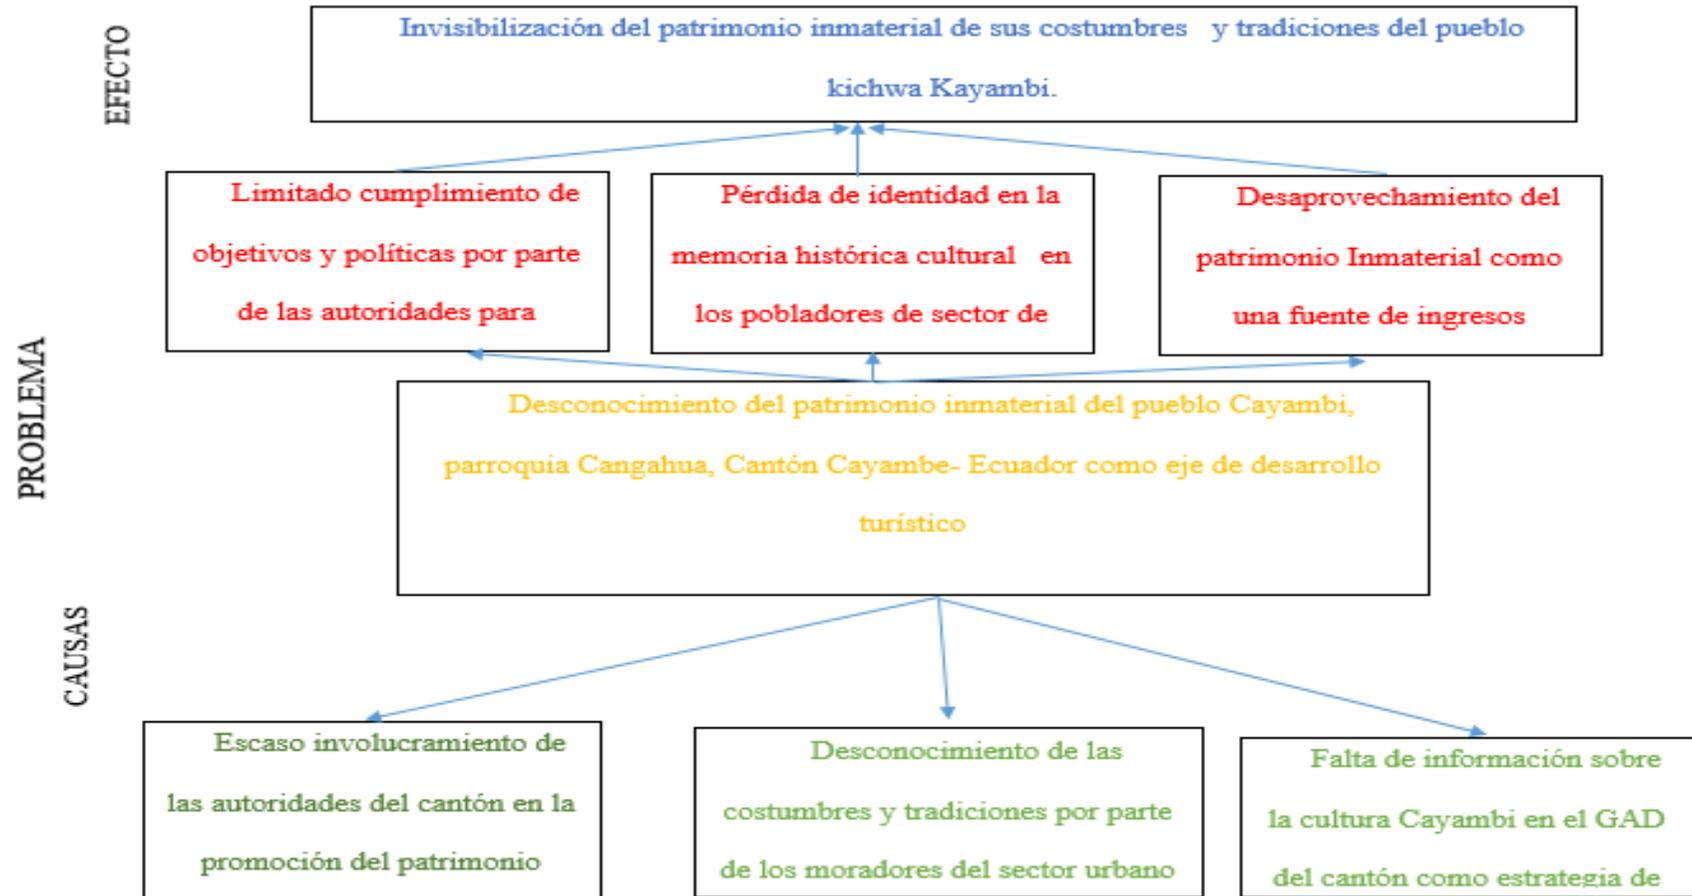 EFECTO
Invisibilización del patrimonio inmaterial de sus costumbres y tradiciones del pueblo
kichwa Kayambi.
Limitado cumplimiento de
objetivos y políticas por parte
de las autoridades para
Pérdida de identidad en la
memoria histórica cultural en
los pobladores de sector de
Desaprovechamiento del
patrimonio Inmaterial como
una fuente de ingresos
PROBLEMA
Desconocimiento del patrimonio inmaterial del pueblo Cayambi,
parroquia Cangahua, Cantón Cayambe- Ecuador como eje de desarrollo
turístico
CAUSAS
Escaso involucramiento de
las autoridades del cantón en la
promoción del patrimonio
Desconocimiento de las
costumbres y tradiciones por parte
de los moradores del sector urbano
Falta de información sobre
la cultura Cayambi en el GAD
del cantón como estrategia de